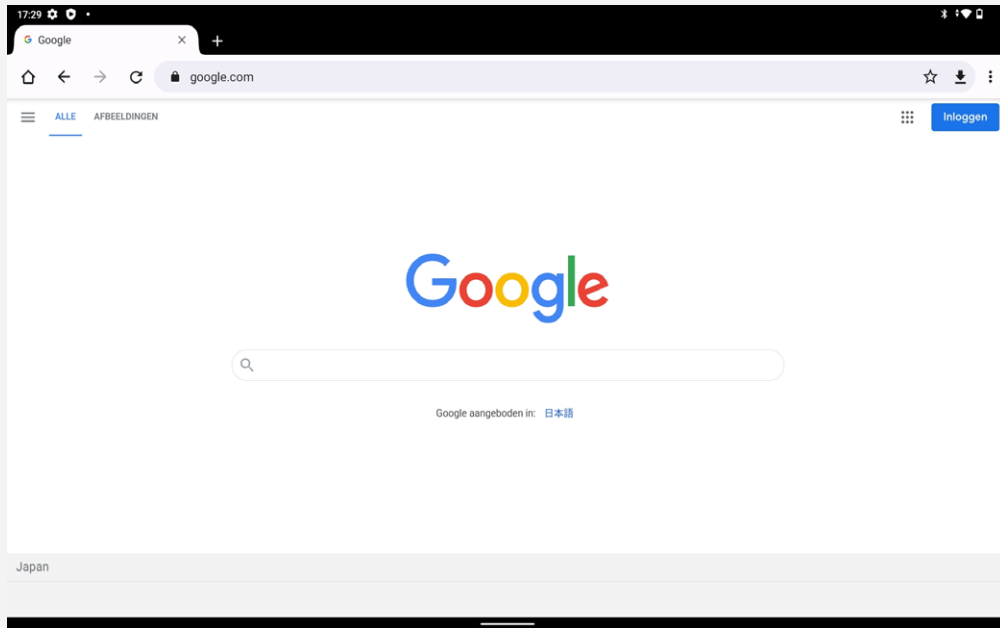 17:29
Google
google.com
ALLE AFBEELDINGEN Inloggen
Google
Google aangeboden in: 日本語
Japan